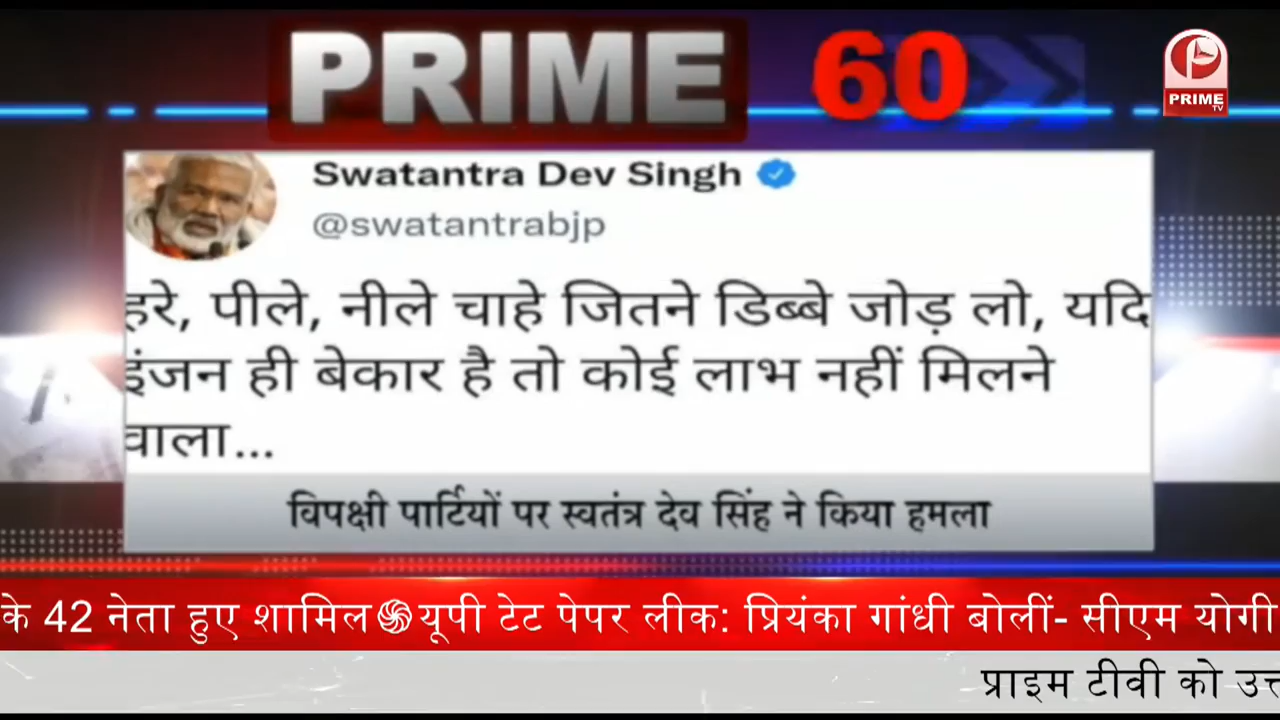 PRIME 60
PRIME
TV
Swatantra Dev Singh
@swatantrabjp
हरे, पीले, नीले चाहे जितने डिब्बे जोड़ लो, यदि
इंजन ही बेकार है तो कोई लाभ नहीं मिलने
वाला...
विपक्षी पार्टियों पर स्वतंत्र देव सिंह ने किया हमला
के 42 नेता हुए शामिल यूपी टेट पेपर लीक: प्रियंका गांधी बोलीं- सीएम योगी
प्राइम टीवी को